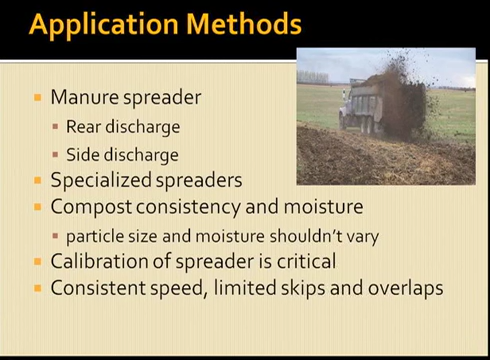 Application Methods
Manure spreader
Rear discharge
Side discharge
Specialized spreaders
Compost consistency and moisture
particle size and moisture shouldn't vary
Calibration of spreader is critical
Consistent speed, limited skips and overlaps